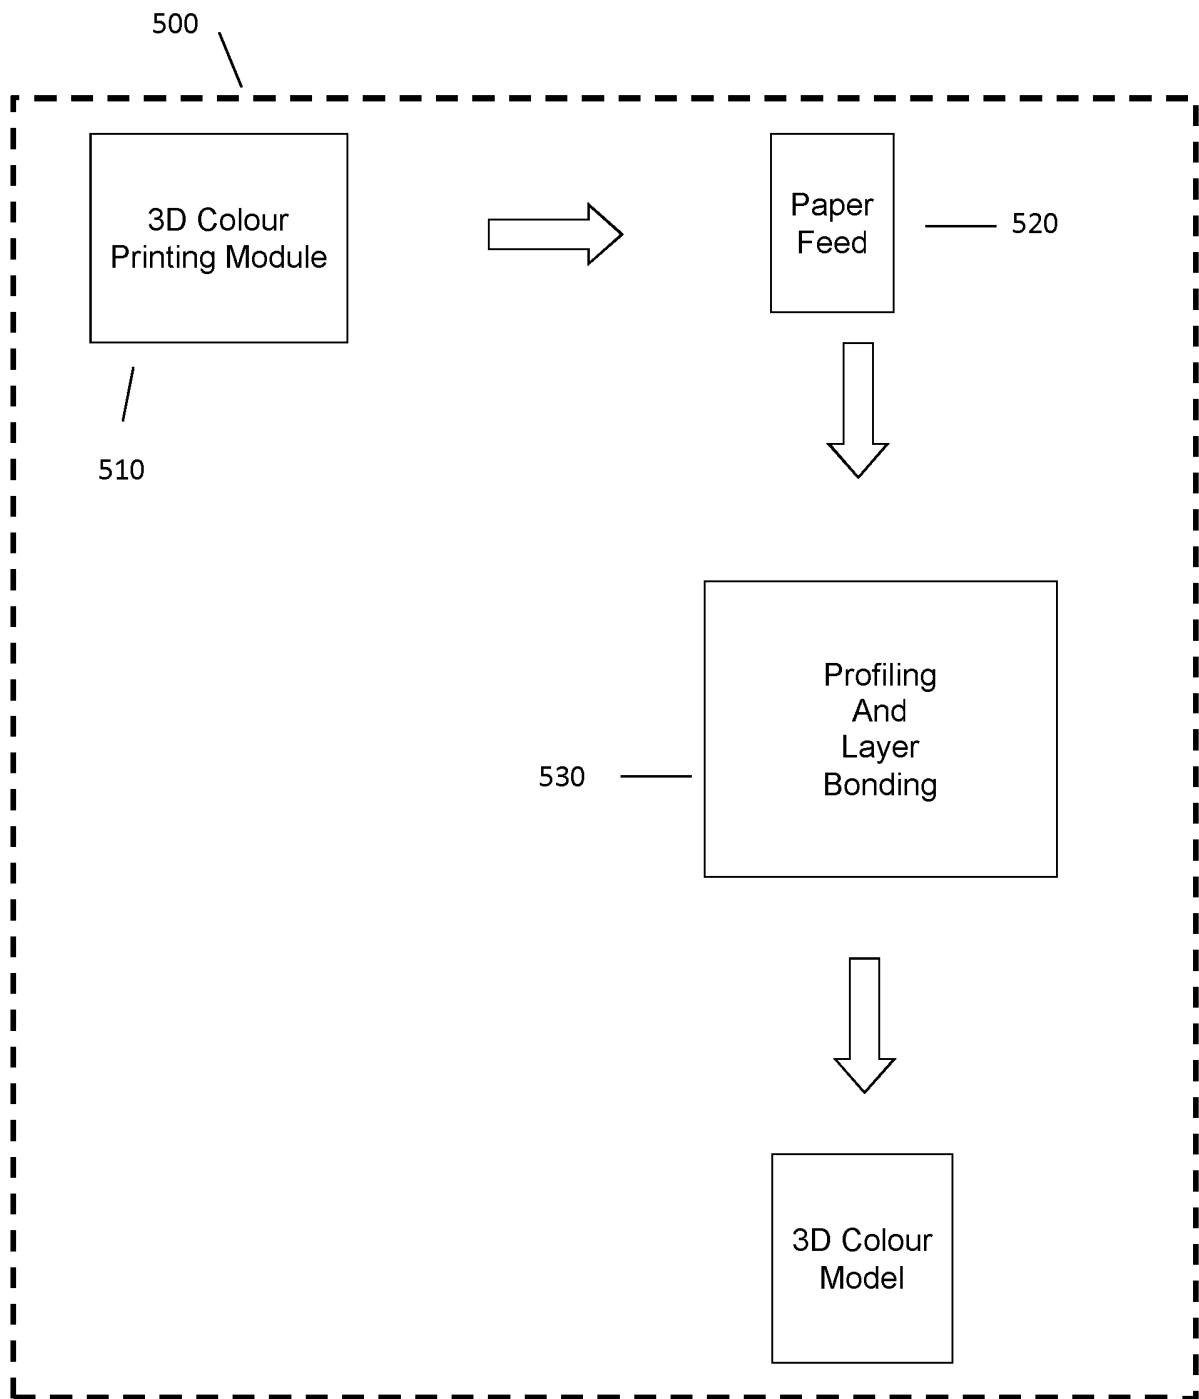 500
3D Colour
Printing Module
Paper
Feed
520
510
Profiling
And
Layer
Bonding
530
3D Colour
Model